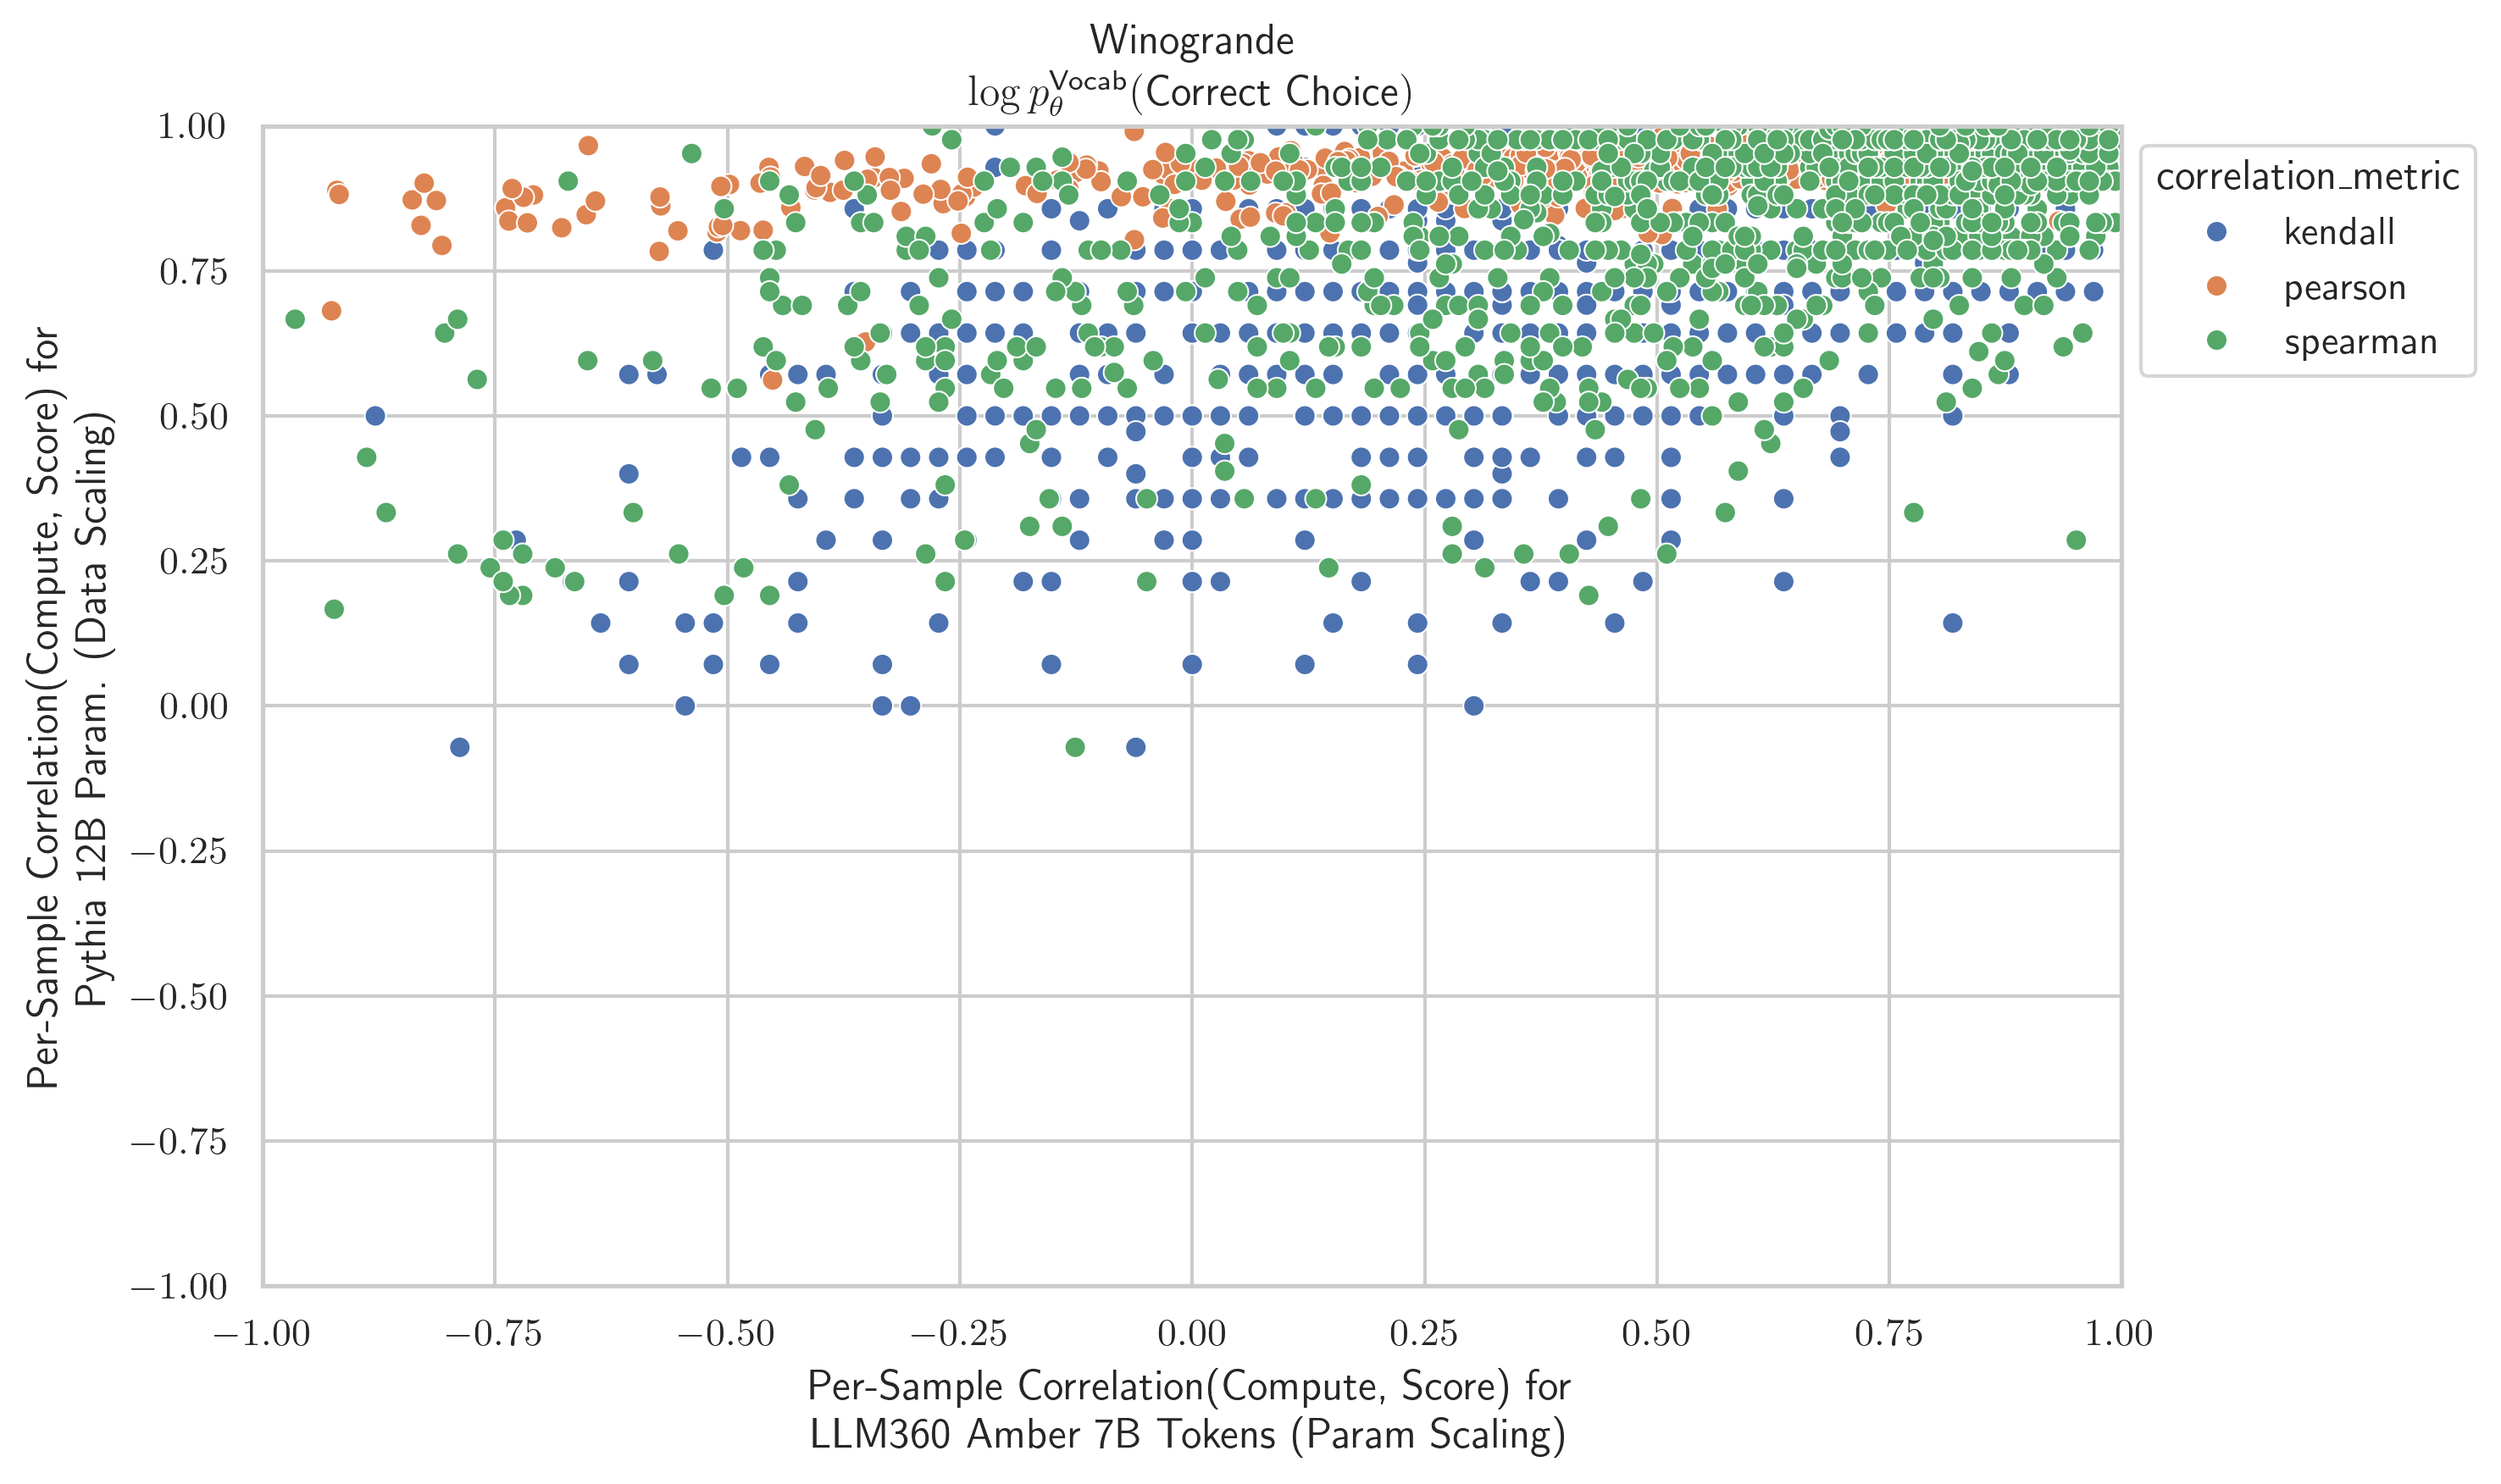 Winogrande
log p_θ^Vocab(Correct Choice)
1.00
0.75
0.50
0.25
0.00
−0.25
−0.50
−0.75
−1.00
Per-Sample Correlation(Compute, Score) for
Pythia 12B Param. (Data Scaling)
−1.00 −0.75 −0.50 −0.25 0.00 0.25 0.50 0.75 1.00
Per-Sample Correlation(Compute, Score) for
LLM360 Amber 7B Tokens (Param Scaling)
correlation_metric
kendall
pearson
spearman